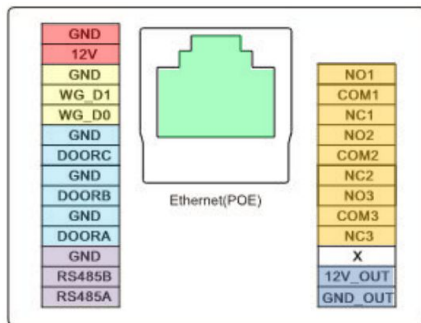 GND
12V
GND
WG_D1
WG_D0
GND
DOORC
GND
DOORB
GND
DOORA
GND
RS485B
RS485A
Ethernet(POE)
NO1
COM1
NC1
NO2
COM2
NC2
NO3
COM3
NC3
X
12V_OUT
GND_OUT